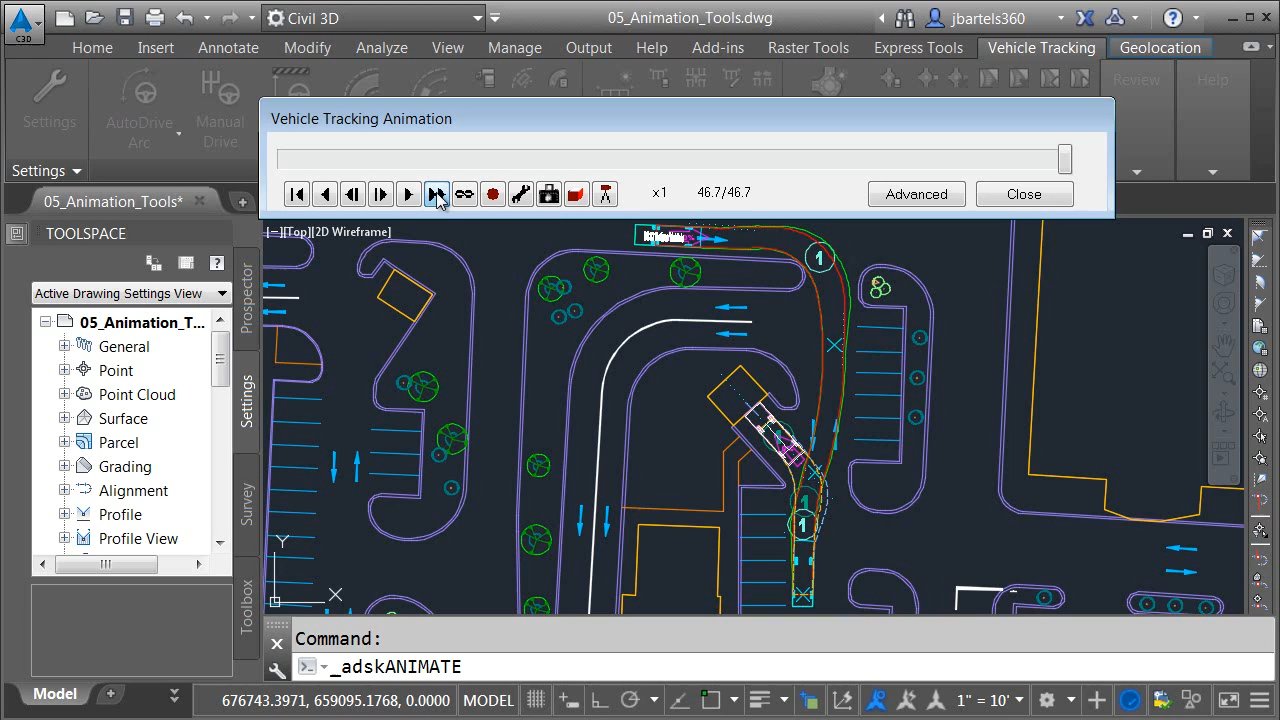 C3D
Civil 3D
05_Animation_Tools.dwg
jbartels360
Home Insert Annotate Modify Analyze View Manage Output Help Add-ins Raster Tools Express Tools Vehicle Tracking Geolocation
Settings
AutoDrive
Arc
Manual
Drive
Review
Help
Settings
Vehicle Tracking Animation
x1 46.7/46.7 Advanced Close
05_Animation_Tools*
TOOLSPACE
Active Drawing Settings View
05_Animation_T...
General
Point
Point Cloud
Surface
Parcel
Grading
Alignment
Profile
Profile View
Prospector
Settings
Survey
Toolbox
[−][Top][2D Wireframe]
1
1
1
1
Y
X
Command:
_adskANIMATE
Model
676743.3971, 659095.1768, 0.0000 MODEL
1" = 10'